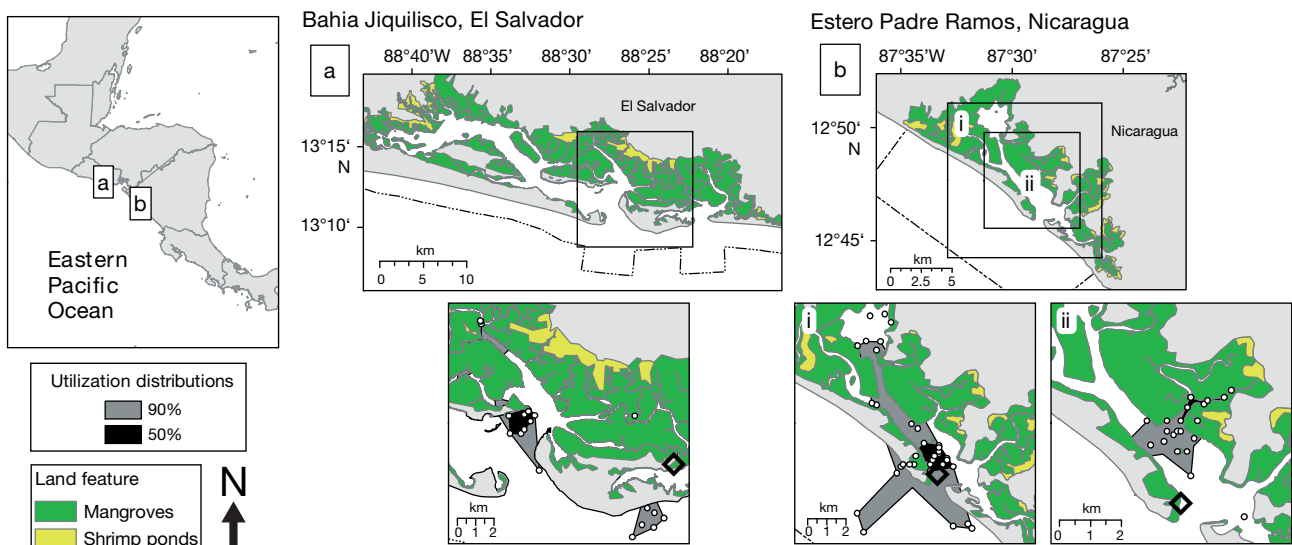 Bahia Jiquilisco, El Salvador
Estero Padre Ramos, Nicaragua
a
88°40'W 88°35' 88°30' 88°25' 88°20'
El Salvador
13°15'
N
13°10'
km
0 5 10
b
87°35' 87°30' 87°25'
12°50'
N
12°45'
i
ii
Nicaragua
km
0 2.5 5
a
b
Eastern
Pacific
Ocean
Utilization distributions
90%
50%
Land feature
Mangroves
Shrimp ponds
N
km
0 1 2
i
km
0 1 2
ii
km
0 1 2